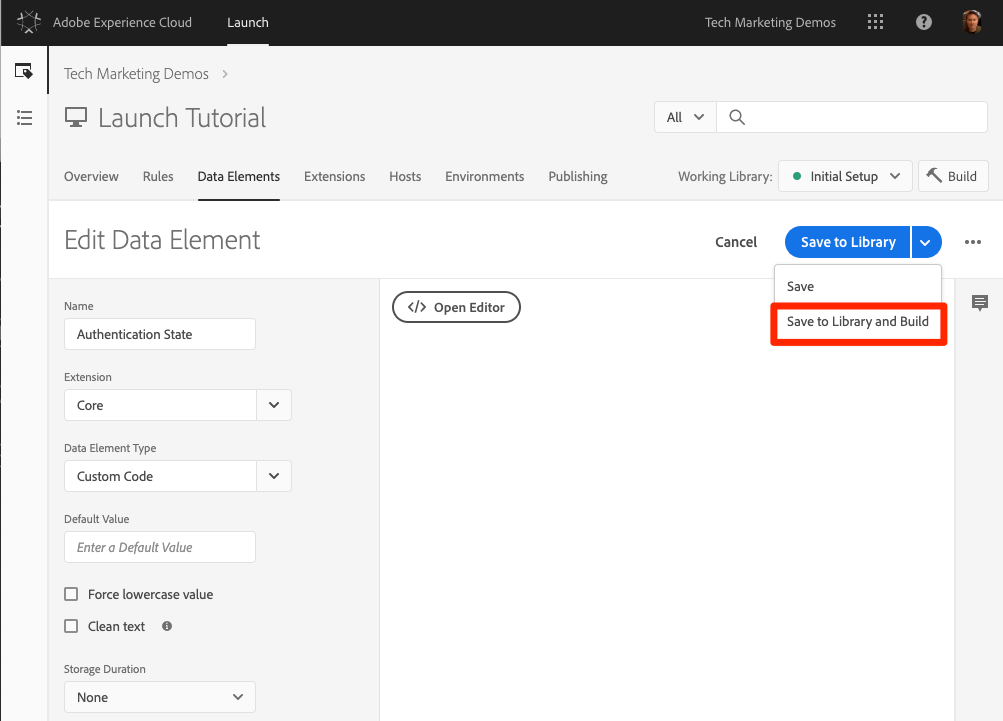 Adobe Experience Cloud Launch Tech Marketing Demos
Tech Marketing Demos
Launch Tutorial
All
Overview Rules Data Elements Extensions Hosts Environments Publishing Working Library: Initial Setup Build
Edit Data Element
Cancel Save to Library
Save
Save to Library and Build
Name
Authentication State
</> Open Editor
Extension
Core
Data Element Type
Custom Code
Default Value
Enter a Default Value
Force lowercase value
Clean text
Storage Duration
None